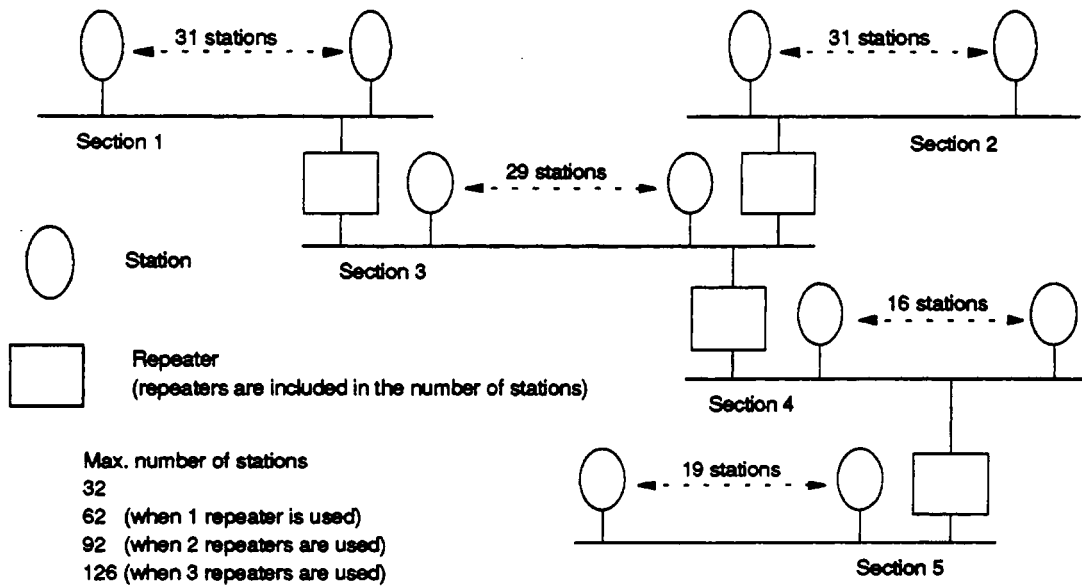 31 stations
31 stations
Section 1
Section 2
29 stations
Station
Section 3
16 stations
Repeater
(repeaters are included in the number of stations)
Section 4
Max. number of stations
19 stations
32
62 (when 1 repeater is used)
92 (when 2 repeaters are used)
126 (when 3 repeaters are used)
Section 5